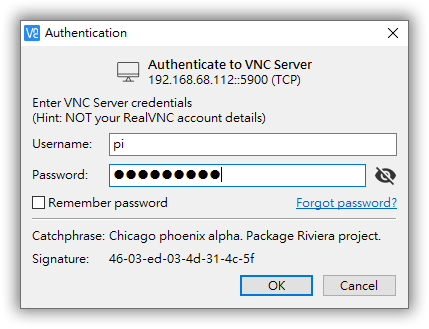 Authentication
Authenticate to VNC Server
192.168.68.112::5900 (TCP)
Enter VNC Server credentials
(Hint: NOT your RealVNC account details)
Username: pi
Password: ●●●●●●●●●
Remember password Forgot password?
Catchphrase: Chicago phoenix alpha. Package Riviera project.
Signature: 46-03-ed-03-4d-31-4c-5f
OK Cancel